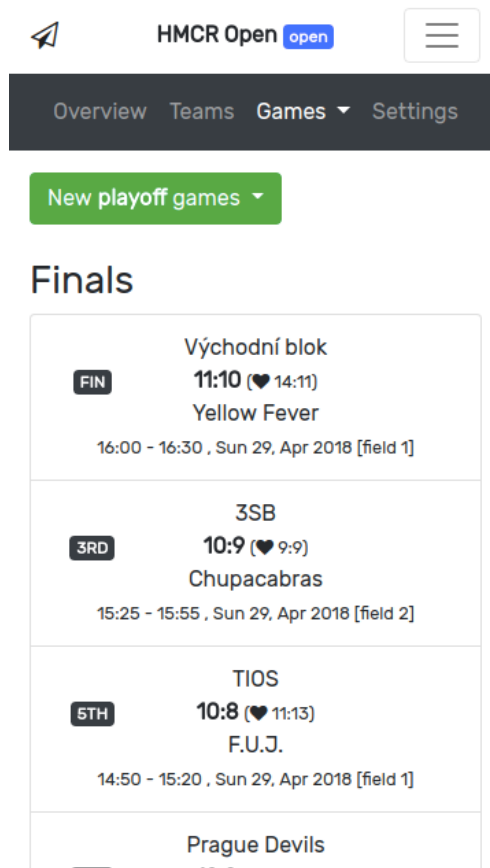 HMCR Open open
Overview Teams Games Settings
New playoff games
Finals
Východní blok
FIN 11:10 (♥ 14:11)
Yellow Fever
16:00 - 16:30 , Sun 29, Apr 2018 [field 1]
3SB
3RD 10:9 (♥ 9:9)
Chupacabras
15:25 - 15:55 , Sun 29, Apr 2018 [field 2]
TIOS
5TH 10:8 (♥ 11:13)
F.U.J.
14:50 - 15:20 , Sun 29, Apr 2018 [field 1]
Prague Devils